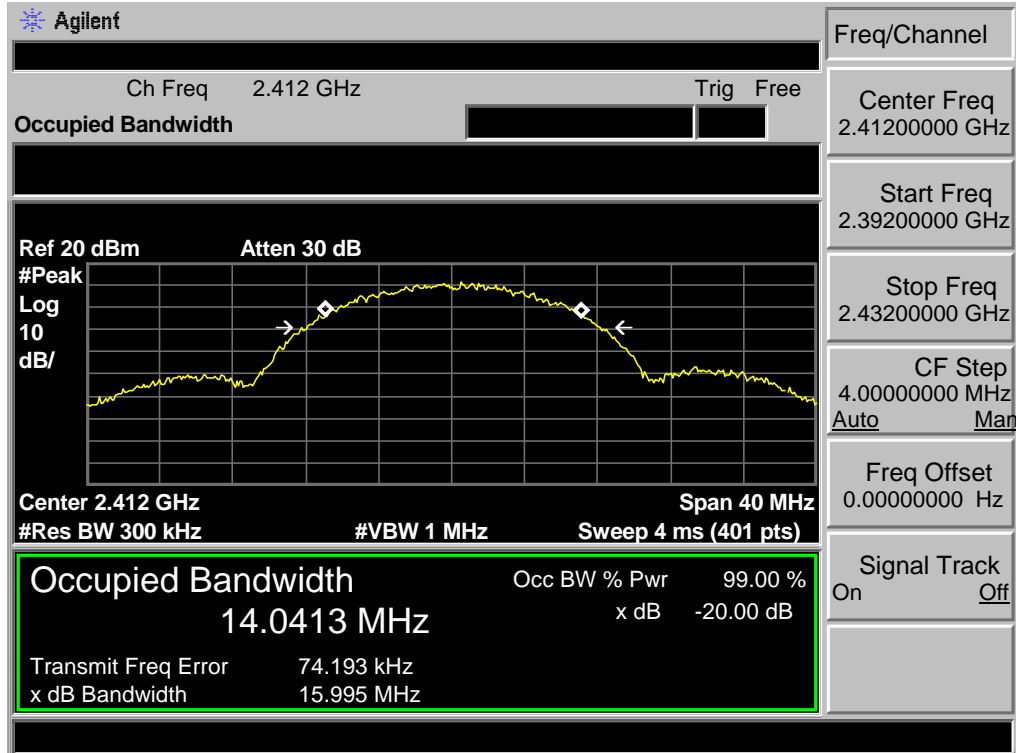 Agilent
Ch Freq 2.412 GHz Trig Free
Occupied Bandwidth
Ref 20 dBm Atten 30 dB
#Peak
Log
10
dB/
Center 2.412 GHz Span 40 MHz
#Res BW 300 kHz #VBW 1 MHz Sweep 4 ms (401 pts)
Occupied Bandwidth Occ BW % Pwr 99.00 %
14.0413 MHz x dB -20.00 dB
Transmit Freq Error 74.193 kHz
x dB Bandwidth 15.995 MHz
Freq/Channel
Center Freq
2.41200000 GHz
Start Freq
2.39200000 GHz
Stop Freq
2.43200000 GHz
CF Step
4.00000000 MHz
Auto Man
Freq Offset
0.00000000 Hz
Signal Track
On Off